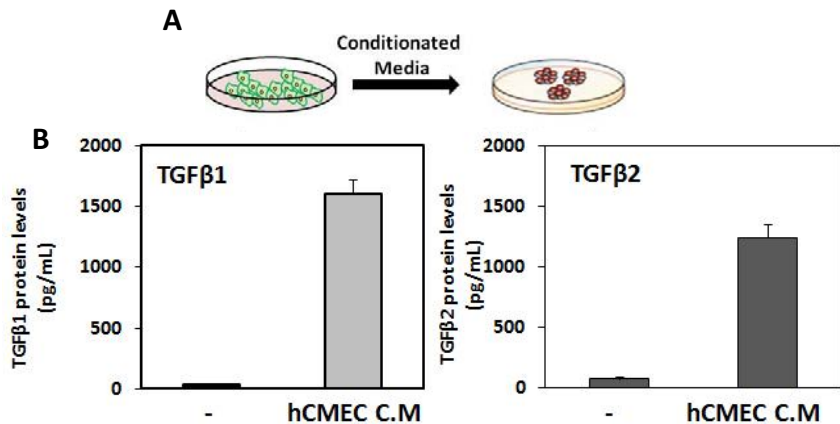 A
Conditionated
Media
B
TGFβ1 protein levels
(pg/mL)
2000
1500
1000
500
0
TGFβ1
-
hCMEC C.M
TGFβ2 protein levels
(pg/mL)
2000
1500
1000
500
0
TGFβ2
-
hCMEC C.M